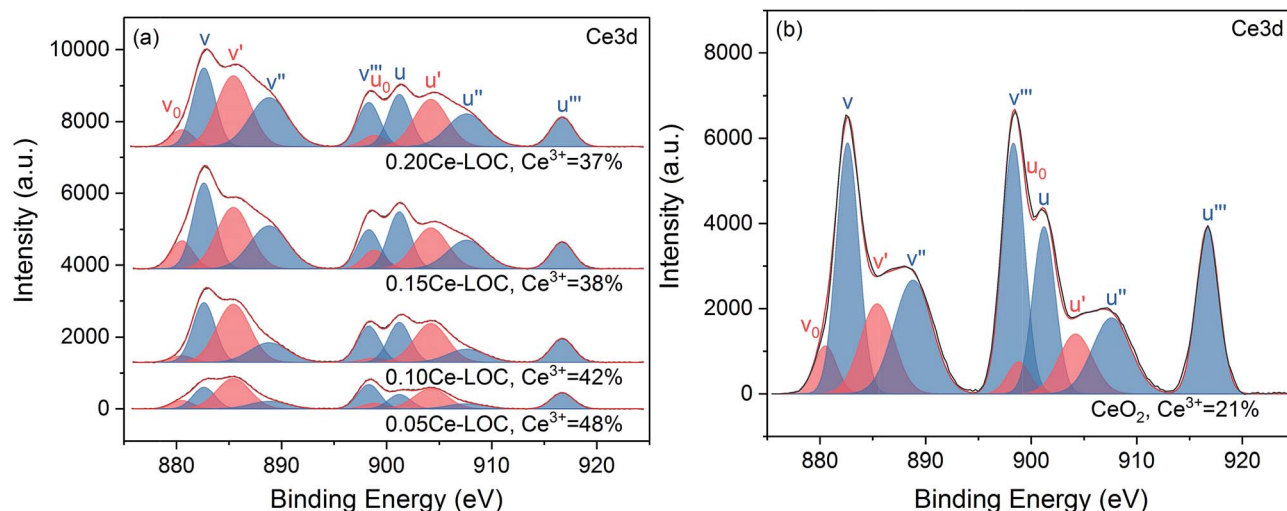 (a)
Ce3d
v0
v
v'
v''
v'''
u0
u
u'
u''
u'''
0.20Ce-LOC, Ce³⁺=37%
0.15Ce-LOC, Ce³⁺=38%
0.10Ce-LOC, Ce³⁺=42%
0.05Ce-LOC, Ce³⁺=48%
10000
8000
6000
4000
2000
0
Intensity (a.u.)
880 890 900 910 920
Binding Energy (eV)
(b)
Ce3d
v0
v
v'
v''
v'''
u0
u
u'
u''
u'''
CeO₂, Ce³⁺=21%
8000
6000
4000
2000
0
Intensity (a.u.)
880 890 900 910 920
Binding Energy (eV)